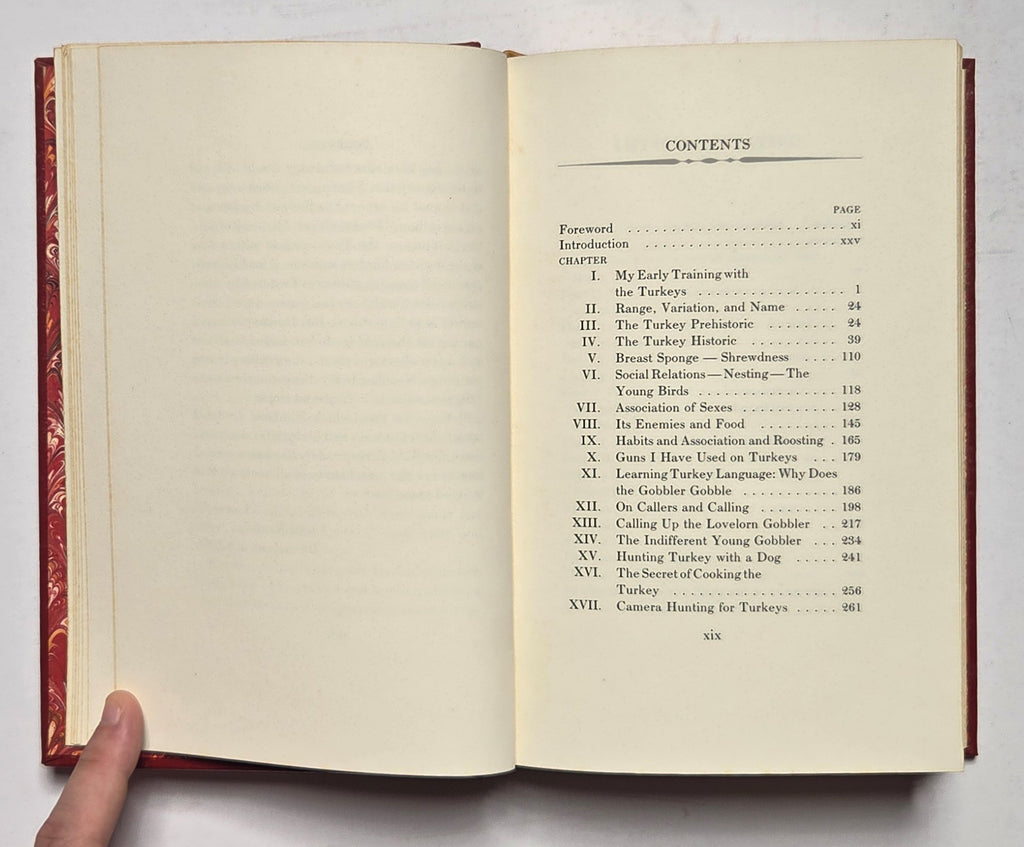 CONTENTS
PAGE
Foreword . . . . . . . . . . . . . . . . . . . . . . . . . xi
Introduction . . . . . . . . . . . . . . . . . . . . . . xxv
CHAPTER
I. My Early Training with
the Turkeys . . . . . . . . . . . . . . . . . 1
II. Range, Variation, and Name . . . . . 24
III. The Turkey Prehistoric . . . . . . . . 24
IV. The Turkey Historic . . . . . . . . . . 39
V. Breast Sponge — Shrewdness . . . . 110
VI. Social Relations — Nesting — The
Young Birds . . . . . . . . . . . . . . . . 118
VII. Association of Sexes . . . . . . . . . . . 128
VIII. Its Enemies and Food . . . . . . . . . 145
IX. Habits and Association and Roosting . 165
X. Guns I Have Used on Turkeys . . . 179
XI. Learning Turkey Language: Why Does
the Gobbler Gobble . . . . . . . . . . . 186
XII. On Callers and Calling . . . . . . . . . 198
XIII. Calling Up the Lovelorn Gobbler . . 217
XIV. The Indifferent Young Gobbler . . . 234
XV. Hunting Turkey with a Dog . . . . . 241
XVI. The Secret of Cooking the
Turkey . . . . . . . . . . . . . . . . . . . . 256
XVII. Camera Hunting for Turkeys . . . . . 261
xix